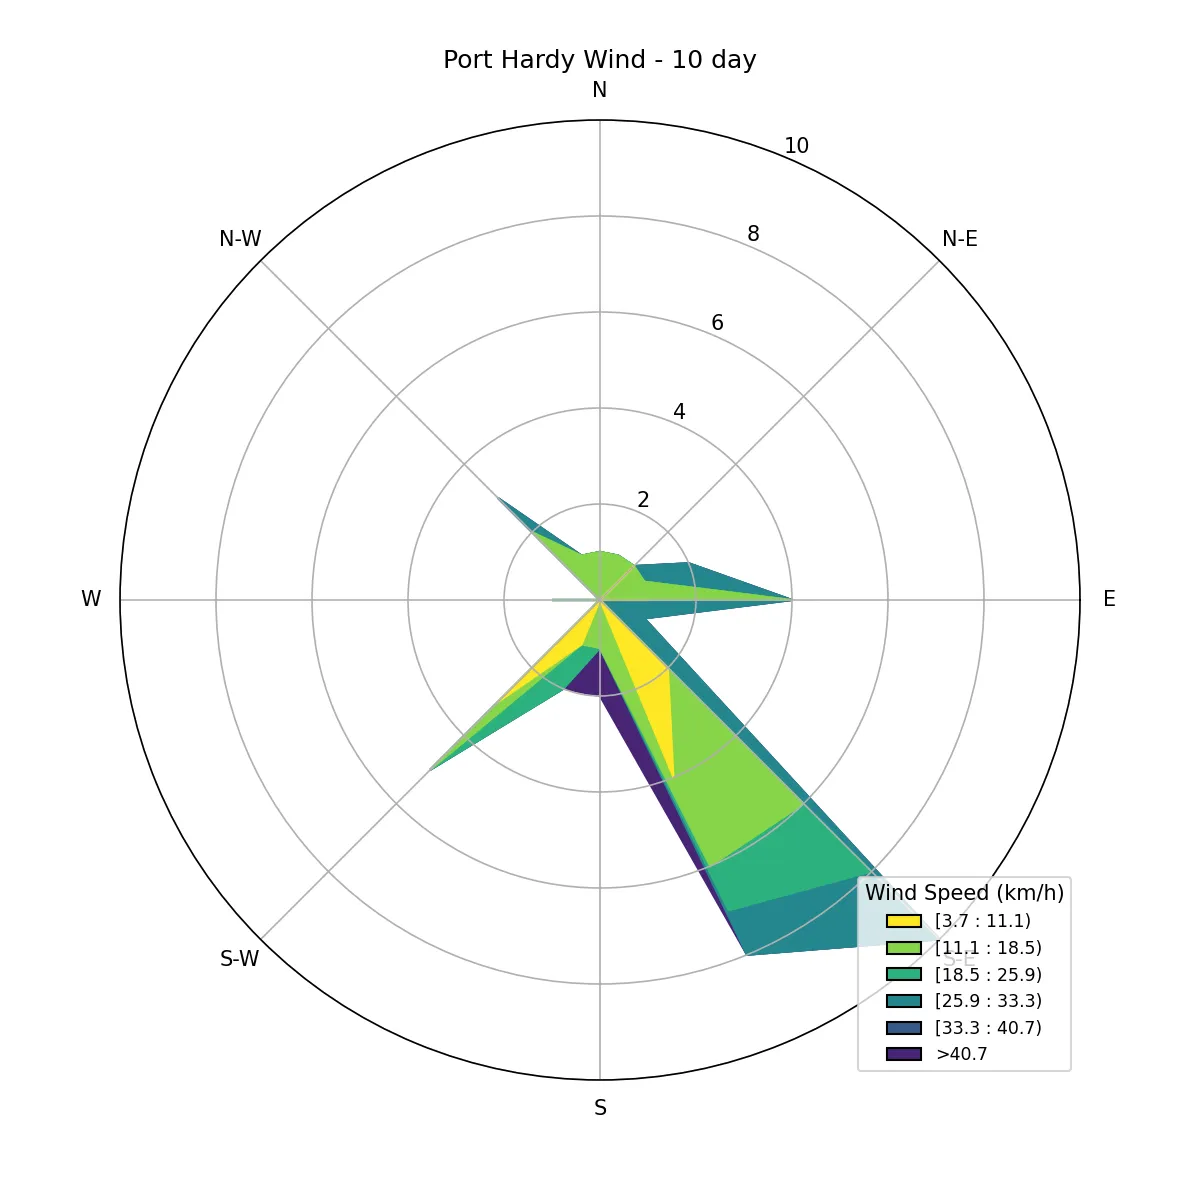 Port Hardy Wind - 10 day
N
10
N-W
N-E
8
6
4
2
W
E
Wind Speed (km/h)
[3.7 : 11.1)
[11.1 : 18.5)
S-W
S-E
[18.5 : 25.9)
[25.9 : 33.3)
[33.3 : 40.7)
>40.7
S